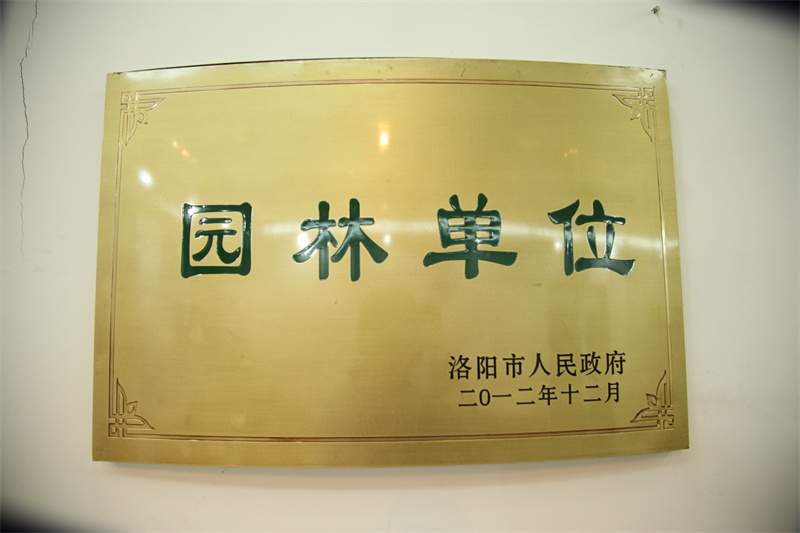 园林单位
洛阳市人民政府
二〇一二年十二月